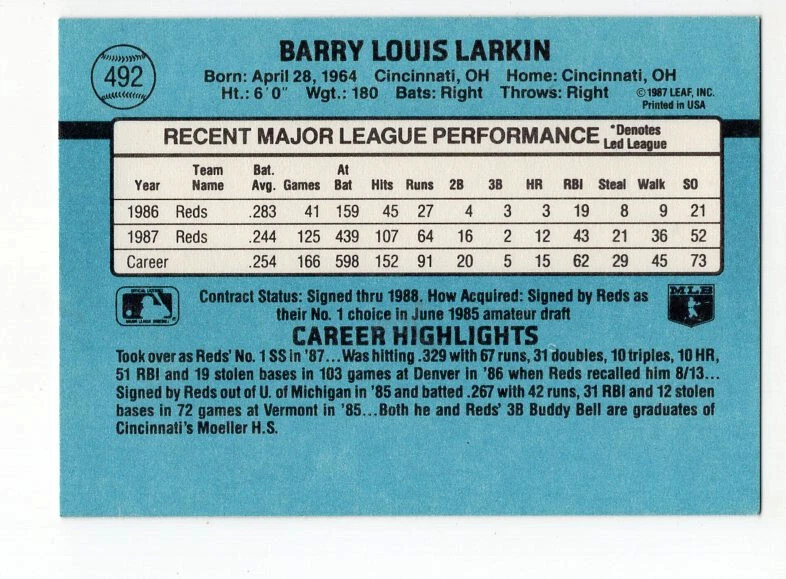 492
BARRY LOUIS LARKIN
Born: April 28, 1964 Cincinnati, OH Home: Cincinnati, OH
Ht.: 6'0" Wgt.: 180 Bats: Right Throws: Right
©1987 LEAF, INC.
Printed in USA
RECENT MAJOR LEAGUE PERFORMANCE
*Denotes
Led League
Year Team Name Bat. Avg. Games At Bat Hits Runs 2B 3B HR RBI Steal Walk SO
1986 Reds .283 41 159 45 27 4 3 3 19 8 9 21
1987 Reds .244 125 439 107 64 16 2 12 43 21 36 52
Career .254 166 598 152 91 20 5 15 62 29 45 73
Contract Status: Signed thru 1988. How Acquired: Signed by Reds as
their No. 1 choice in June 1985 amateur draft
MLB
CAREER HIGHLIGHTS
Took over as Reds' No. 1 SS in '87...Was hitting .329 with 67 runs, 31 doubles, 10 triples, 10 HR,
51 RBI and 19 stolen bases in 103 games at Denver in '86 when Reds recalled him 8/13...
Signed by Reds out of U. of Michigan in '85 and batted .267 with 42 runs, 31 RBI and 12 stolen
bases in 72 games at Vermont in '85...Both he and Reds' 3B Buddy Bell are graduates of
Cincinnati's Moeller H.S.